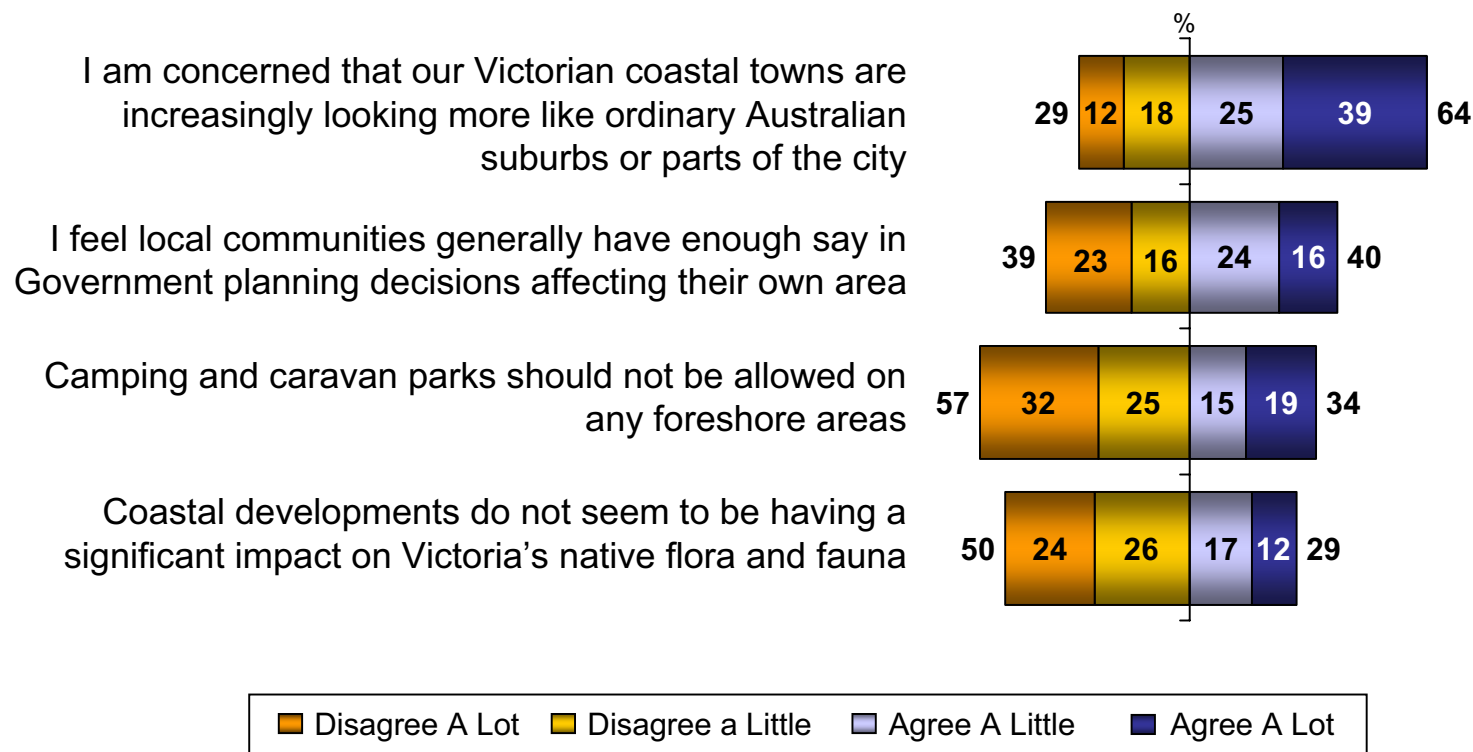 %
I am concerned that our Victorian coastal towns are
increasingly looking more like ordinary Australian
suburbs or parts of the city
29 12 18 25 39 64
I feel local communities generally have enough say in
Government planning decisions affecting their own area
39 23 16 24 16 40
Camping and caravan parks should not be allowed on
any foreshore areas
57 32 25 15 19 34
Coastal developments do not seem to be having a
significant impact on Victoria’s native flora and fauna
50 24 26 17 12 29
Disagree A Lot Disagree a Little Agree A Little Agree A Lot